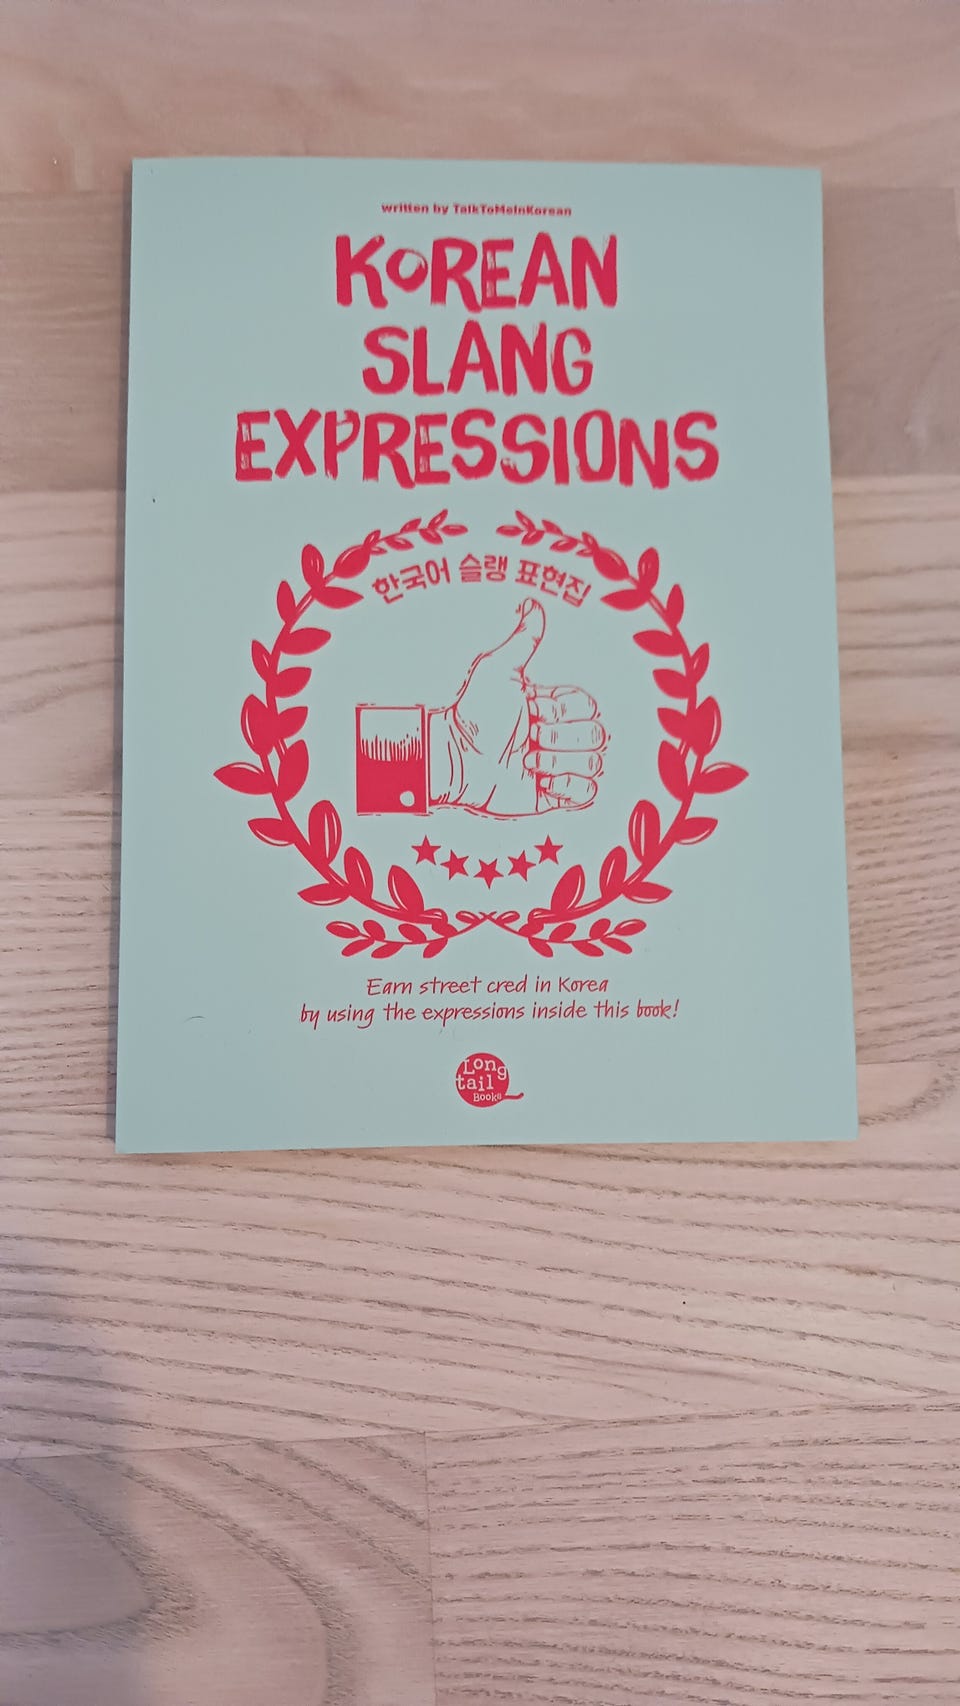 written by TalkToMeInKorean
KOREAN
SLANG
EXPRESSIONS
한국어 슬랭 표현집
Earn street cred in Korea
by using the expressions inside this book!
Long
tail
Books